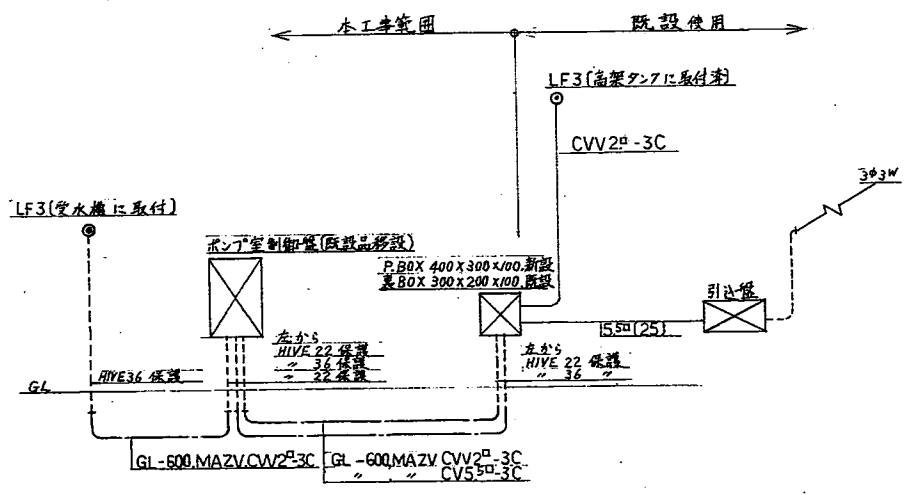 本工事範囲
既設使用
LF3(高架タンクに取付済)
CVV2□-3C
3φ3W
LF3(受水槽に取付)
ポンプ室制御盤(既設品移設)
P.BOX 400×300×100.新設
裏BOX 300×200×100.既設
引込盤
5.5□(25)
左から
HIVE 22 保護
〃 36 保護
〃 22 保護
左から
HIVE 22 保護
〃 36 〃
HIVE36 保護
GL
GL-600.MAZV.CVV2□-3C
GL-600.MAZV.CVV2□-3C
〃 〃 CV5.5□-3C